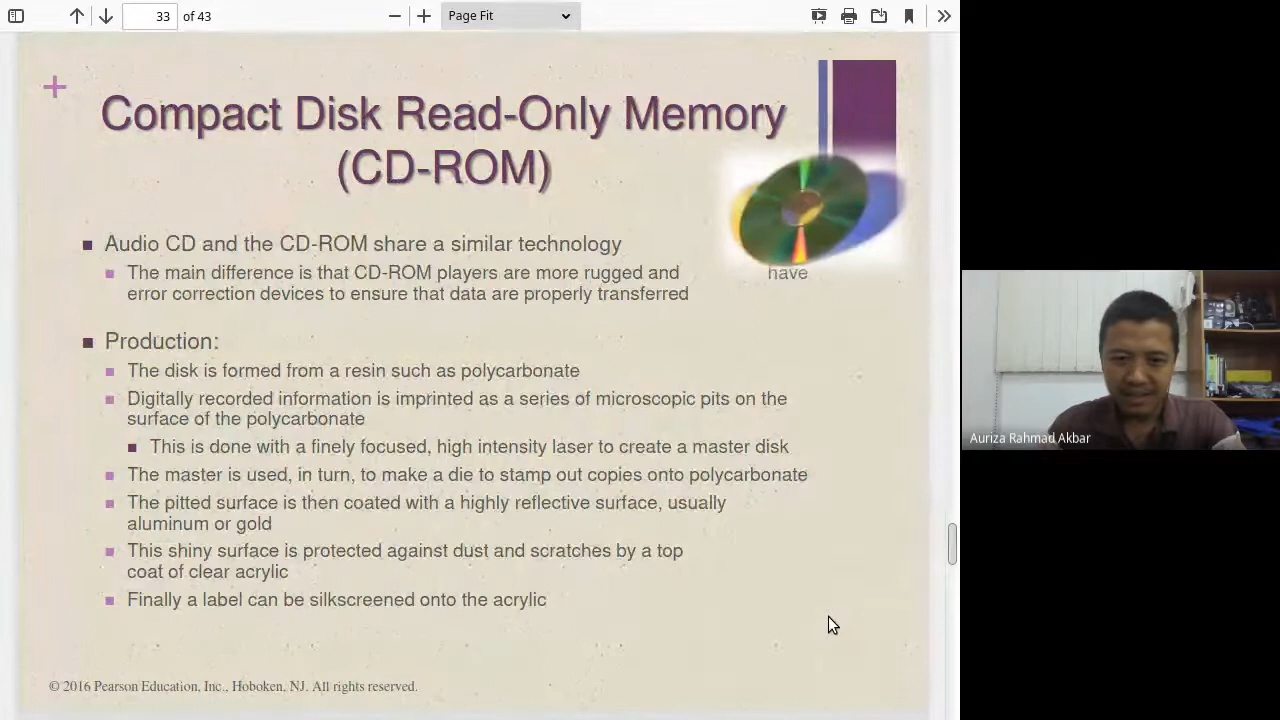 33 of 43
Page Fit
+
Compact Disk Read-Only Memory
(CD-ROM)
Audio CD and the CD-ROM share a similar technology
The main difference is that CD-ROM players are more rugged and have
error correction devices to ensure that data are properly transferred
Production:
The disk is formed from a resin such as polycarbonate
Digitally recorded information is imprinted as a series of microscopic pits on the
surface of the polycarbonate
This is done with a finely focused, high intensity laser to create a master disk
The master is used, in turn, to make a die to stamp out copies onto polycarbonate
The pitted surface is then coated with a highly reflective surface, usually
aluminum or gold
This shiny surface is protected against dust and scratches by a top
coat of clear acrylic
Finally a label can be silkscreened onto the acrylic
© 2016 Pearson Education, Inc., Hoboken, NJ. All rights reserved.
Auriza Rahmad Akbar